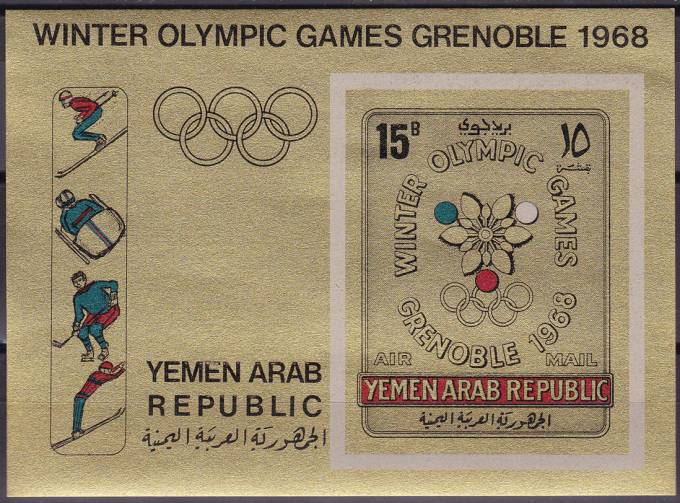 WINTER OLYMPIC GAMES GRENOBLE 1968
YEMEN ARAB
REPUBLIC
الجمهورية العربية اليمنية
15 B
بريد جوي
١٥
بقشة
WINTER OLYMPIC GAMES
GRENOBLE 1968
AIR MAIL
YEMEN ARAB REPUBLIC
الجمهورية العربية اليمنية